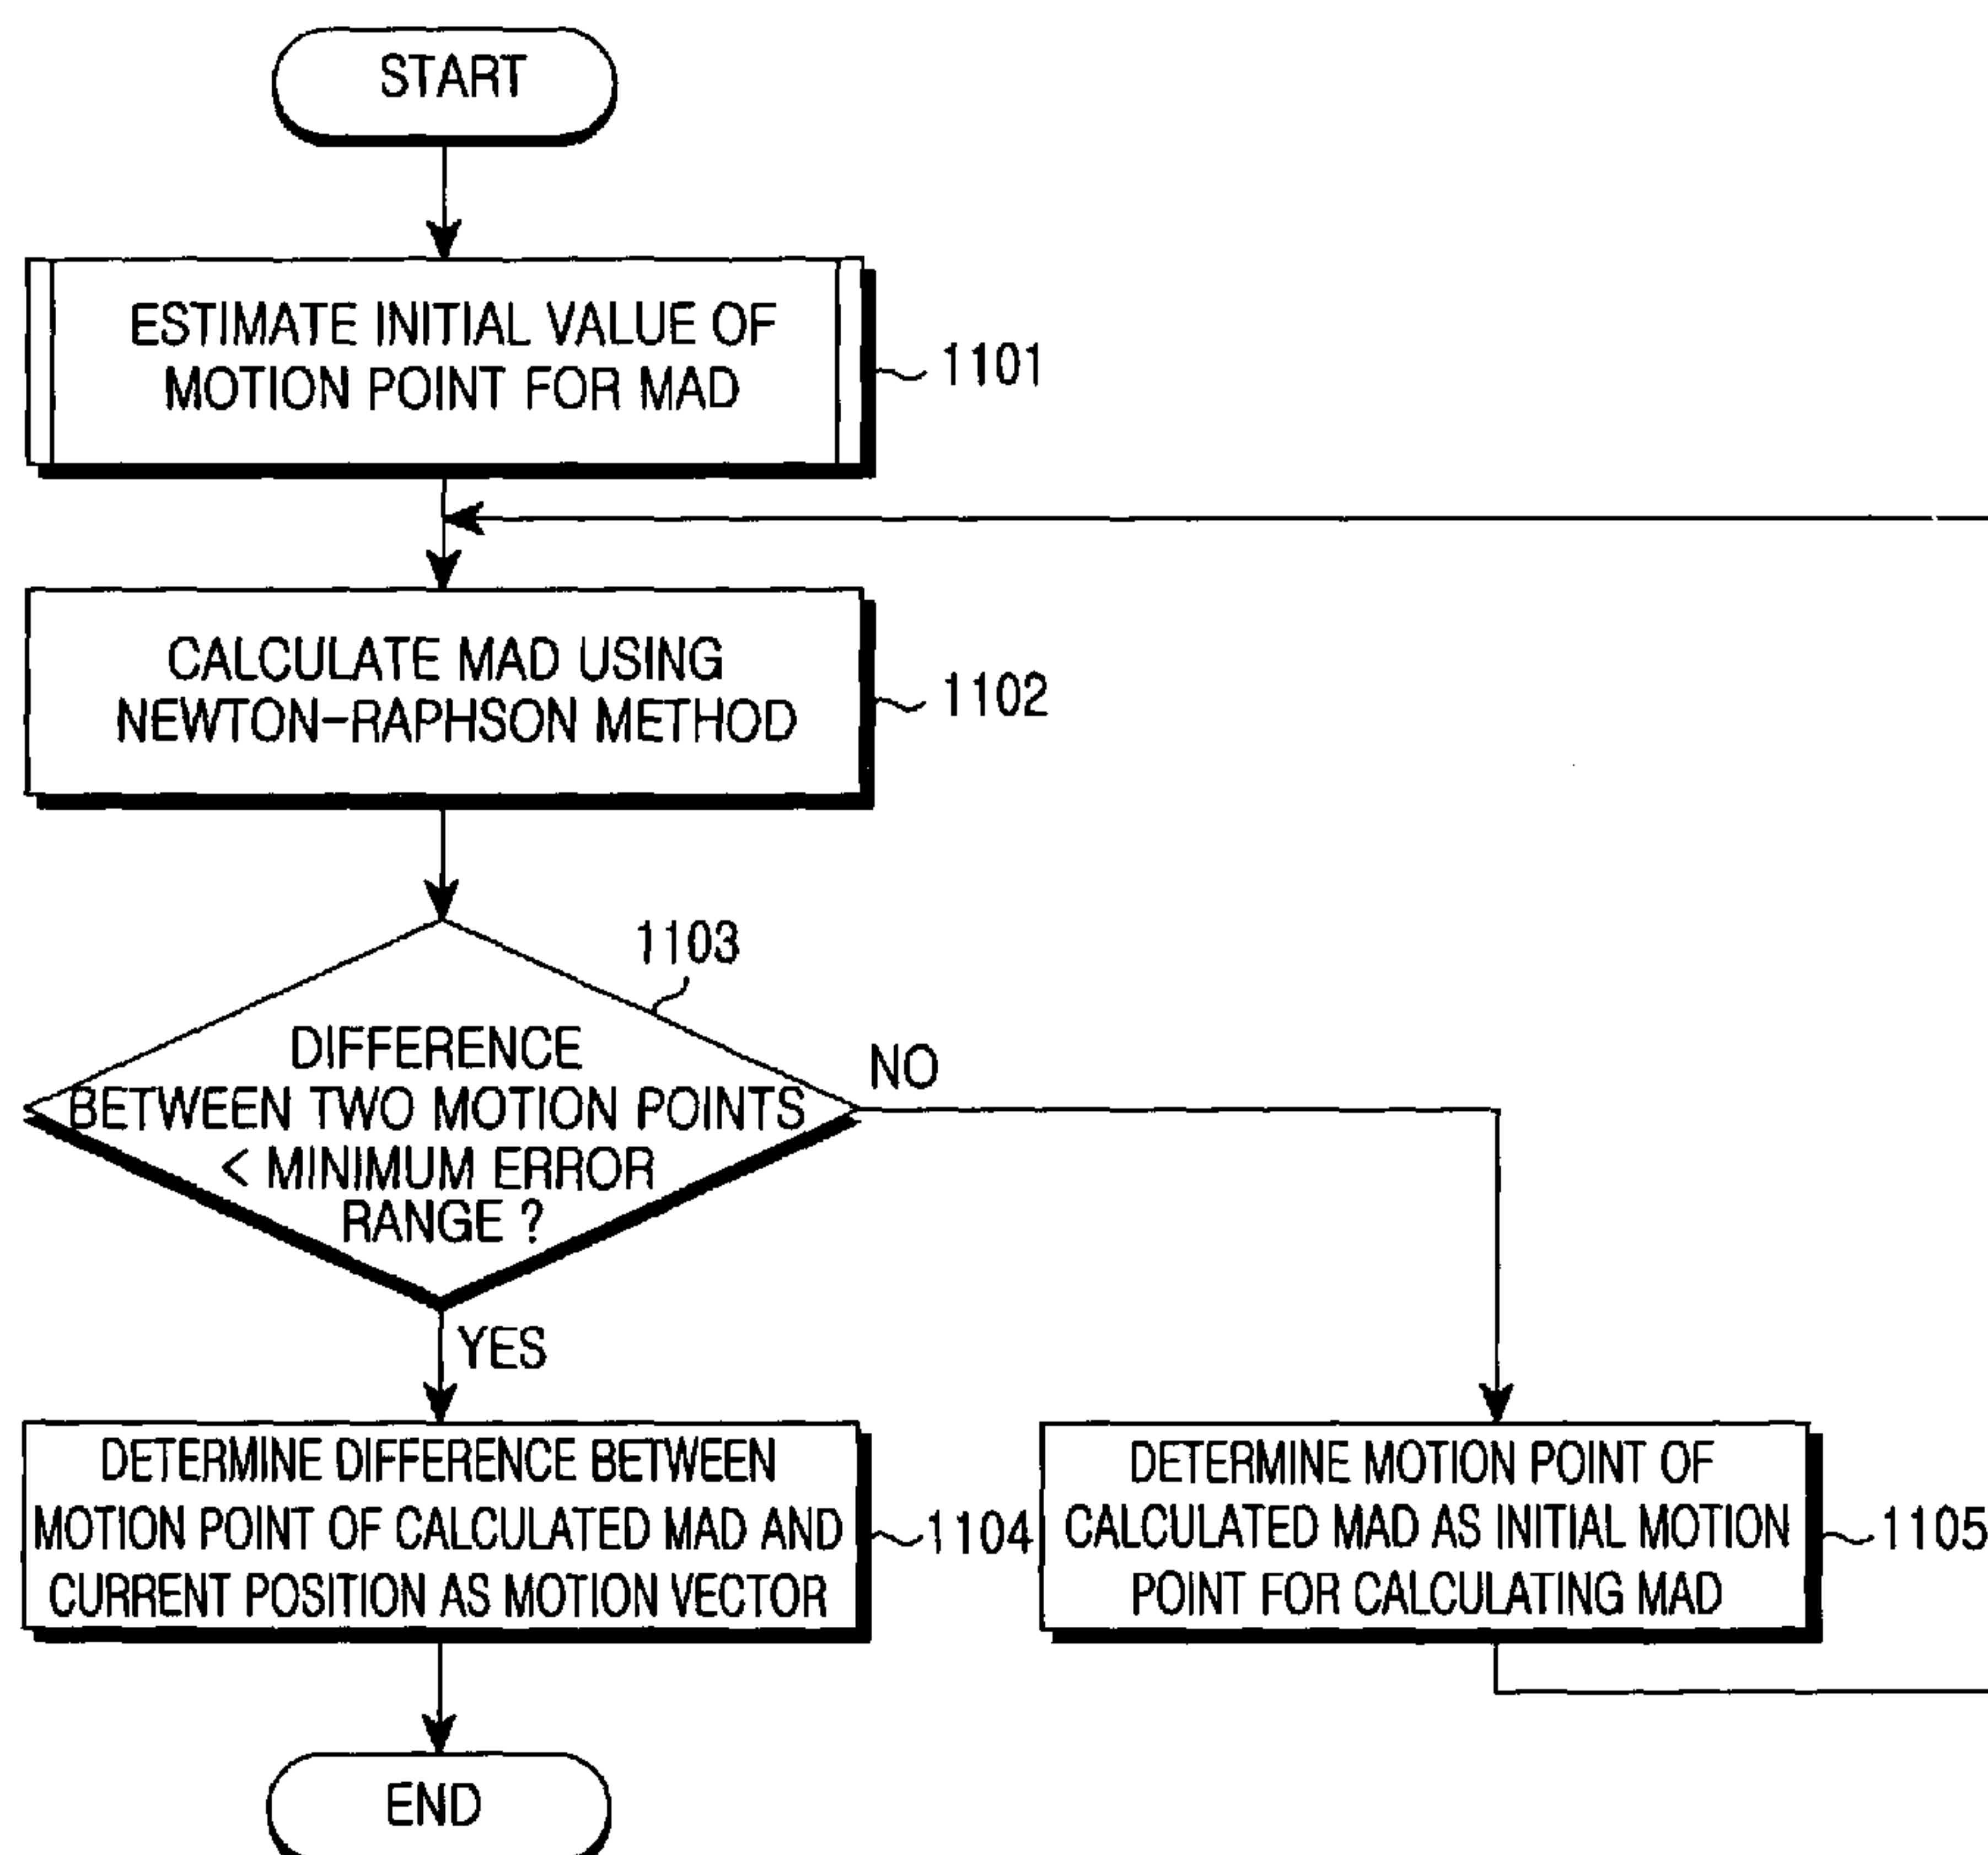 START
ESTIMATE INITIAL VALUE OF
MOTION POINT FOR MAD
1101
CALCULATE MAD USING
NEWTON-RAPHSON METHOD
1102
1103
DIFFERENCE
BETWEEN TWO MOTION POINTS
< MINIMUM ERROR
RANGE ?
NO
YES
DETERMINE DIFFERENCE BETWEEN
MOTION POINT OF CALCULATED MAD AND
CURRENT POSITION AS MOTION VECTOR
1104
DETERMINE MOTION POINT OF
CALCULATED MAD AS INITIAL MOTION
POINT FOR CALCULATING MAD
1105
END